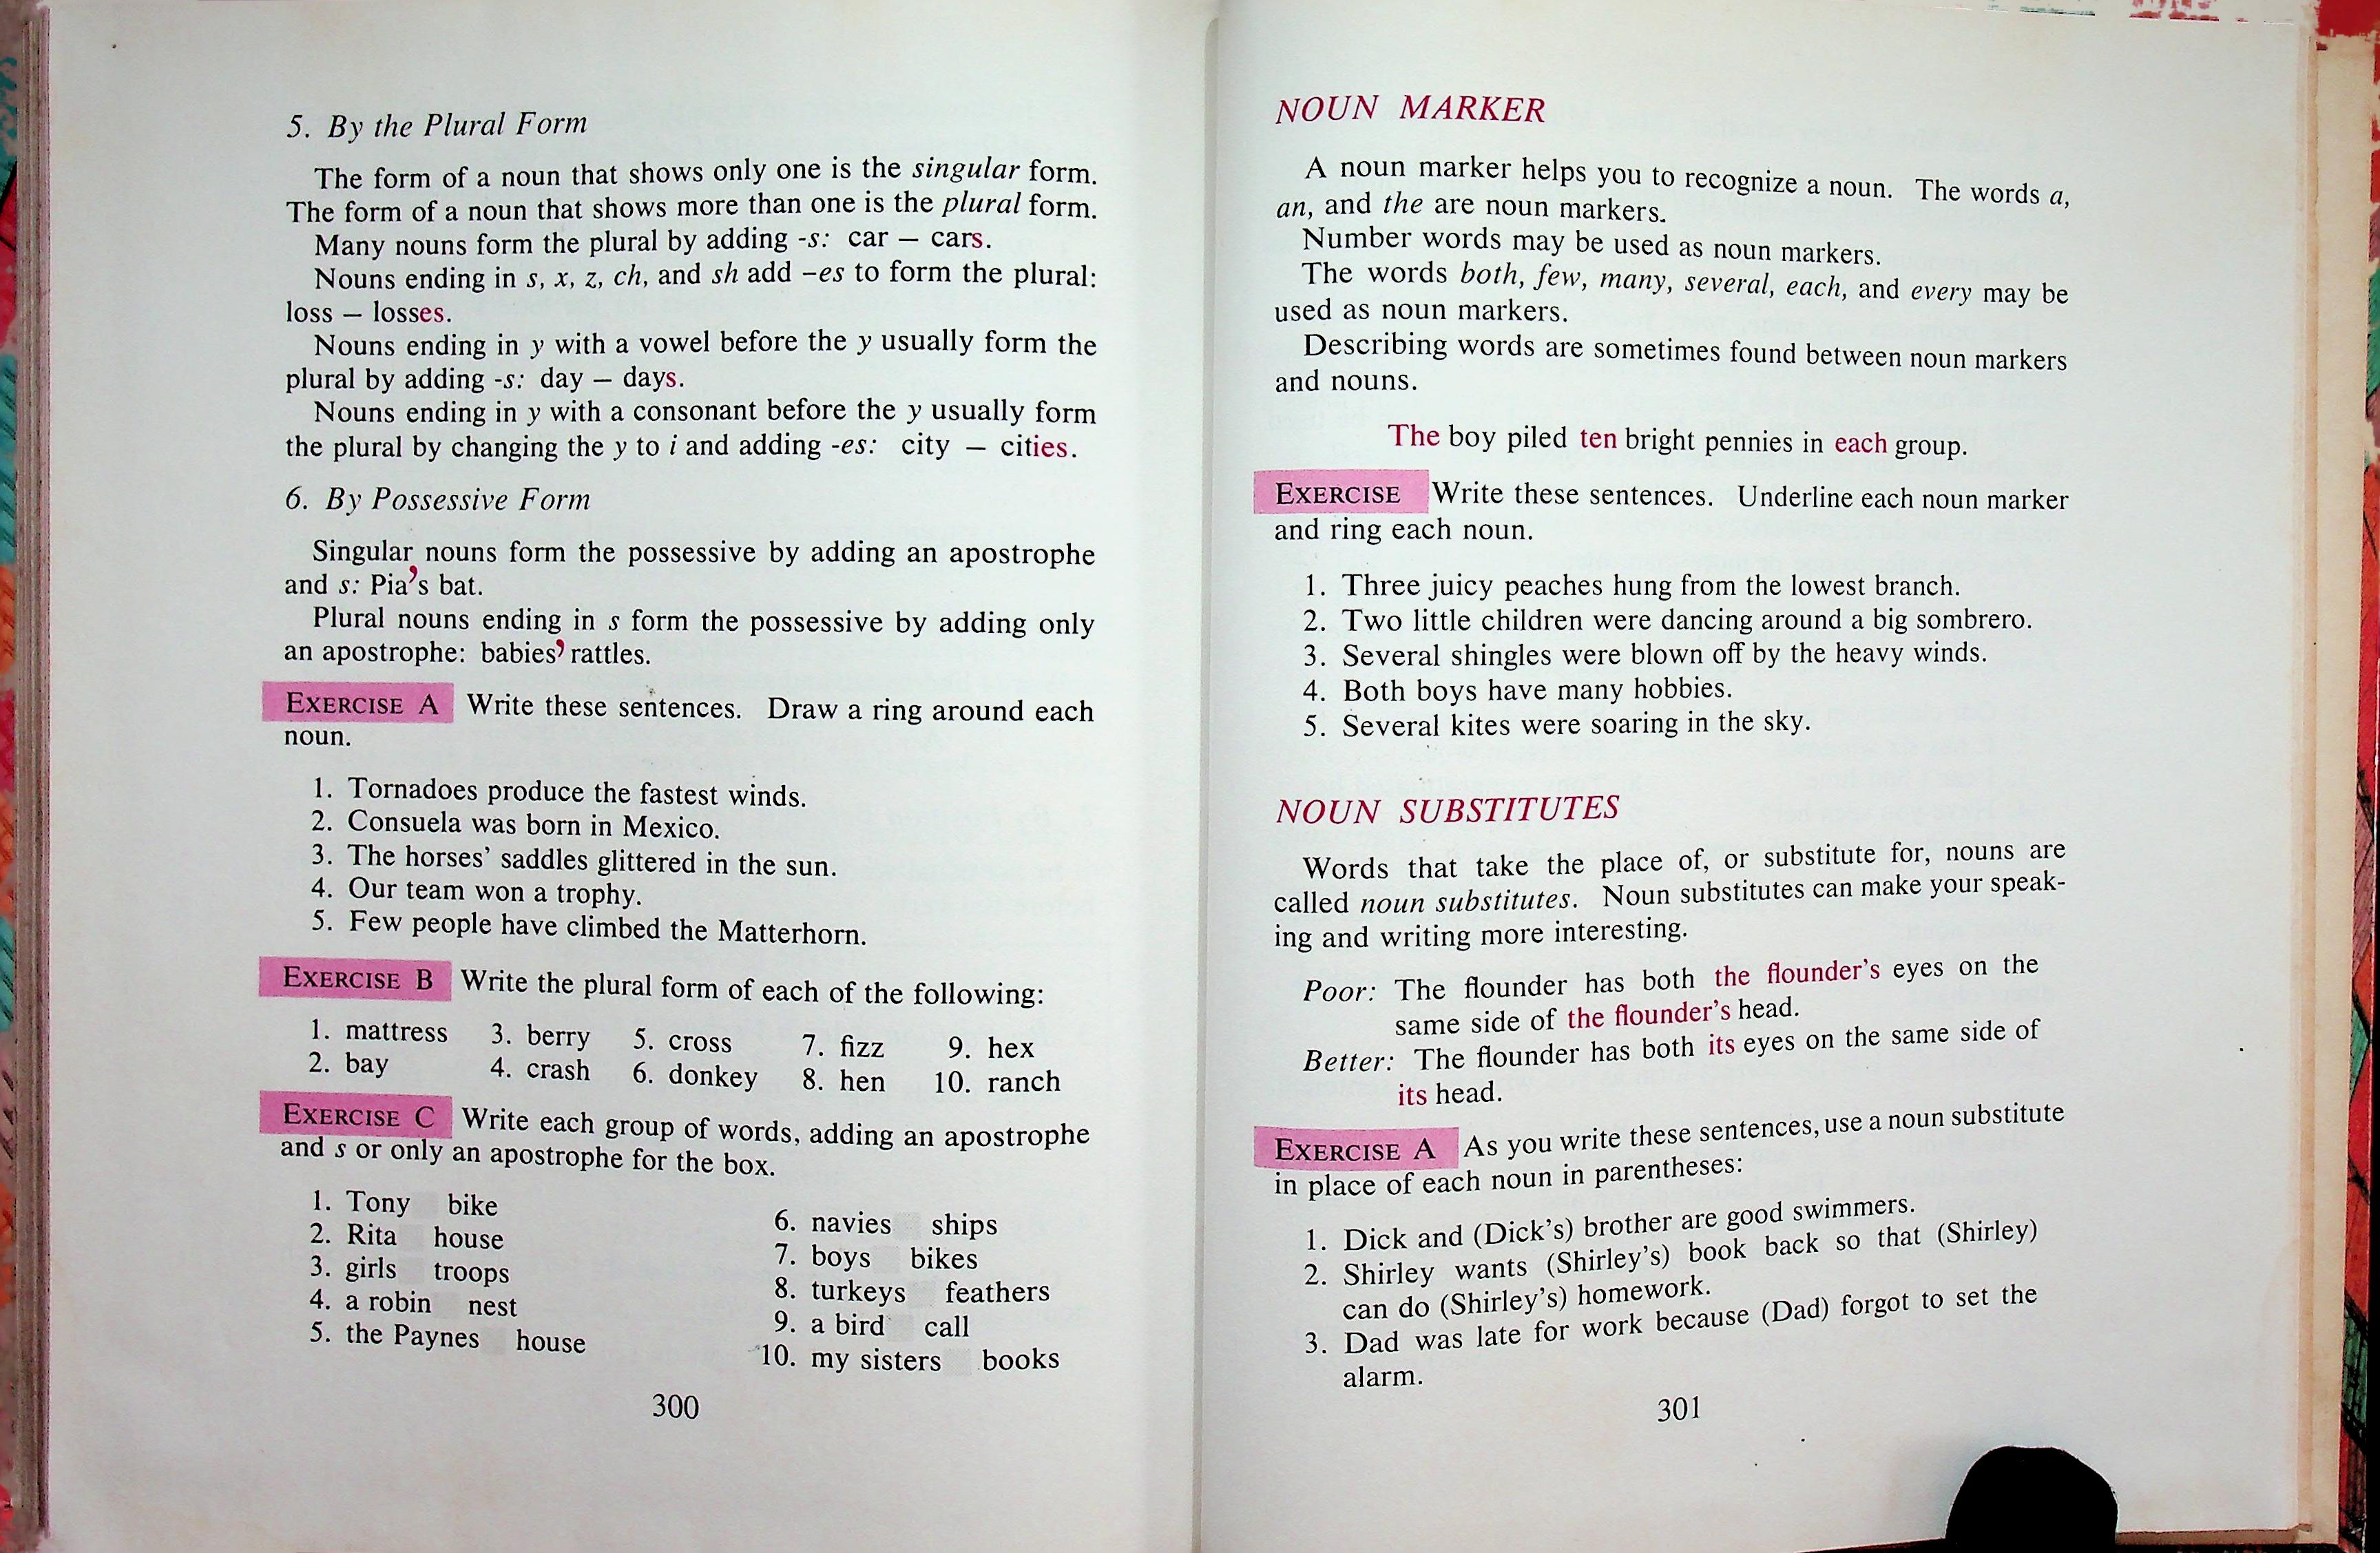 5. By the Plural Form
The form of a noun that shows only one is the singular form.
The form of a noun that shows more than one is the plural form.
Many nouns form the plural by adding -s: car — cars.
Nouns ending in s, x, z, ch, and sh add –es to form the plural:
loss — losses.
Nouns ending in y with a vowel before the y usually form the
plural by adding -s: day — days.
Nouns ending in y with a consonant before the y usually form
the plural by changing the y to i and adding -es: city — cities.
6. By Possessive Form
Singular nouns form the possessive by adding an apostrophe
and s: Pia’s bat.
Plural nouns ending in s form the possessive by adding only
an apostrophe: babies’ rattles.
EXERCISE A Write these sentences. Draw a ring around each
noun.
1. Tornadoes produce the fastest winds.
2. Consuela was born in Mexico.
3. The horses’ saddles glittered in the sun.
4. Our team won a trophy.
5. Few people have climbed the Matterhorn.
EXERCISE B Write the plural form of each of the following:
1. mattress 3. berry 5. cross 7. fizz 9. hex
2. bay 4. crash 6. donkey 8. hen 10. ranch
EXERCISE C Write each group of words, adding an apostrophe
and s or only an apostrophe for the box.
1. Tony bike
2. Rita house
3. girls troops
4. a robin nest
5. the Paynes house
6. navies ships
7. boys bikes
8. turkeys feathers
9. a bird call
10. my sisters books
300
NOUN MARKER
A noun marker helps you to recognize a noun. The words a,
an, and the are noun markers.
Number words may be used as noun markers.
The words both, few, many, several, each, and every may be
used as noun markers.
Describing words are sometimes found between noun markers
and nouns.
The boy piled ten bright pennies in each group.
EXERCISE Write these sentences. Underline each noun marker
and ring each noun.
1. Three juicy peaches hung from the lowest branch.
2. Two little children were dancing around a big sombrero.
3. Several shingles were blown off by the heavy winds.
4. Both boys have many hobbies.
5. Several kites were soaring in the sky.
NOUN SUBSTITUTES
Words that take the place of, or substitute for, nouns are
called noun substitutes. Noun substitutes can make your speak-
ing and writing more interesting.
Poor: The flounder has both the flounder’s eyes on the
same side of the flounder’s head.
Better: The flounder has both its eyes on the same side of
its head.
EXERCISE A As you write these sentences, use a noun substitute
in place of each noun in parentheses:
1. Dick and (Dick’s) brother are good swimmers.
2. Shirley wants (Shirley’s) book back so that (Shirley)
can do (Shirley’s) homework.
3. Dad was late for work because (Dad) forgot to set the
alarm.
301